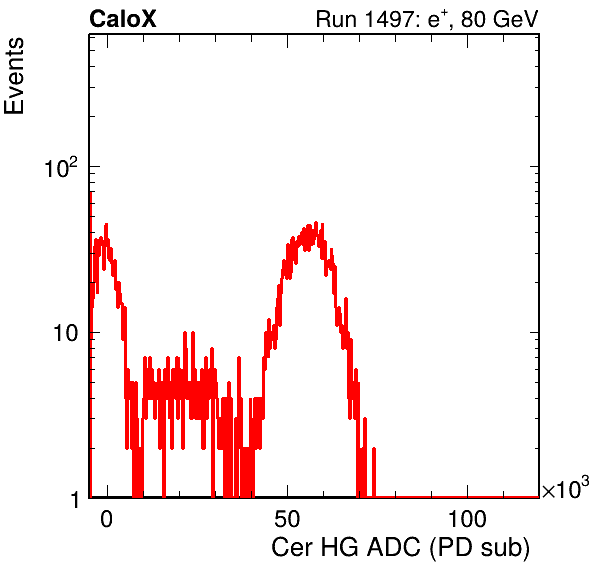 CaloX Run 1497: e⁺, 80 GeV
Events
10²
10
1
0 50 100 ×10³
Cer HG ADC (PD sub)